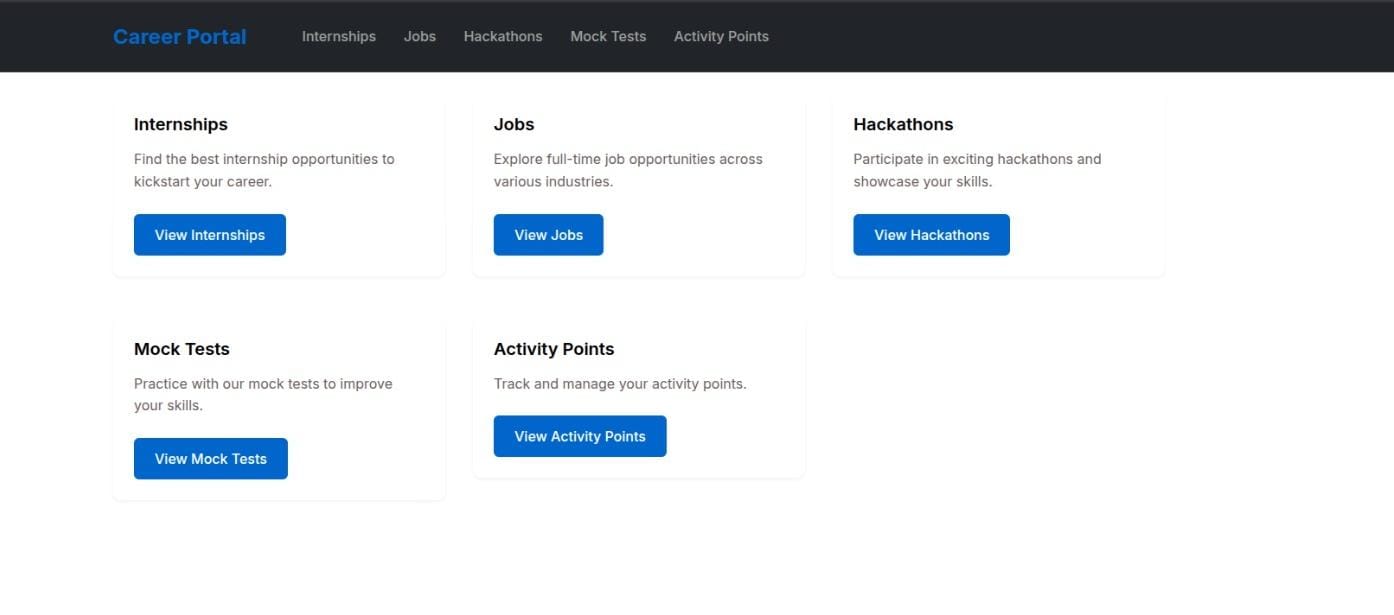 Career Portal Internships Jobs Hackathons Mock Tests Activity Points
Internships
Find the best internship opportunities to
kickstart your career.
View Internships
Jobs
Explore full-time job opportunities across
various industries.
View Jobs
Hackathons
Participate in exciting hackathons and
showcase your skills.
View Hackathons
Mock Tests
Practice with our mock tests to improve
your skills.
View Mock Tests
Activity Points
Track and manage your activity points.
View Activity Points